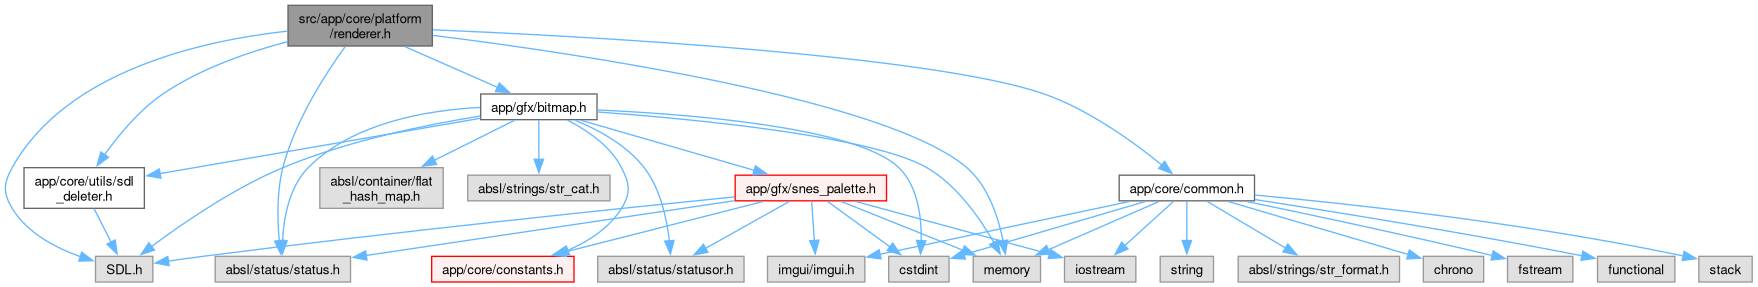 src/app/core/platform
/renderer.h
app/gfx/bitmap.h
app/core/utils/sdl
_deleter.h
absl/container/flat
_hash_map.h
absl/strings/str_cat.h
app/gfx/snes_palette.h
app/core/common.h
SDL.h
absl/status/status.h
app/core/constants.h
absl/status/statusor.h
imgui/imgui.h
cstdint
memory
iostream
string
absl/strings/str_format.h
chrono
fstream
functional
stack